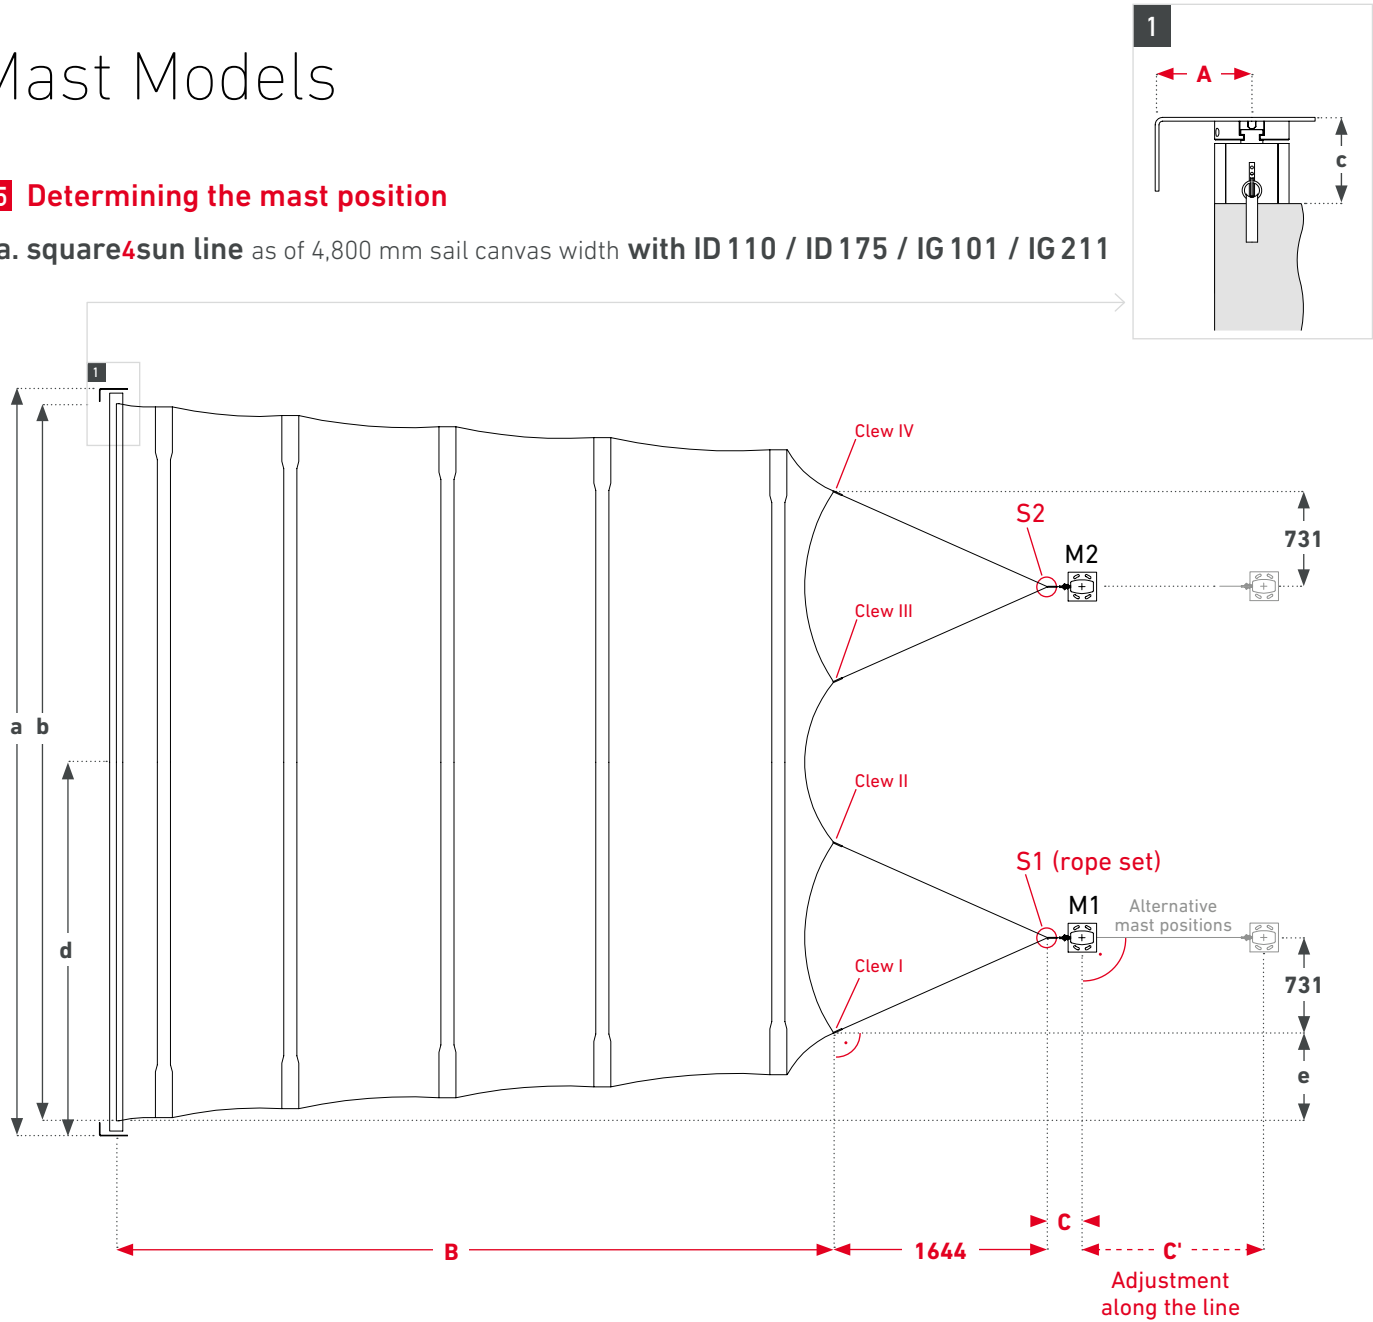 Mast Models
1
A
c
5 Determining the mast position
a. square4sun line as of 4,800 mm sail canvas width with ID 110 / ID 175 / IG 101 / IG 211
1
Clew IV
S2
M2
731
Clew III
a
b
Clew II
S1 (rope set)
M1
Alternative
mast positions
d
Clew I
731
e
C
B
1644
C'
Adjustment
along the line